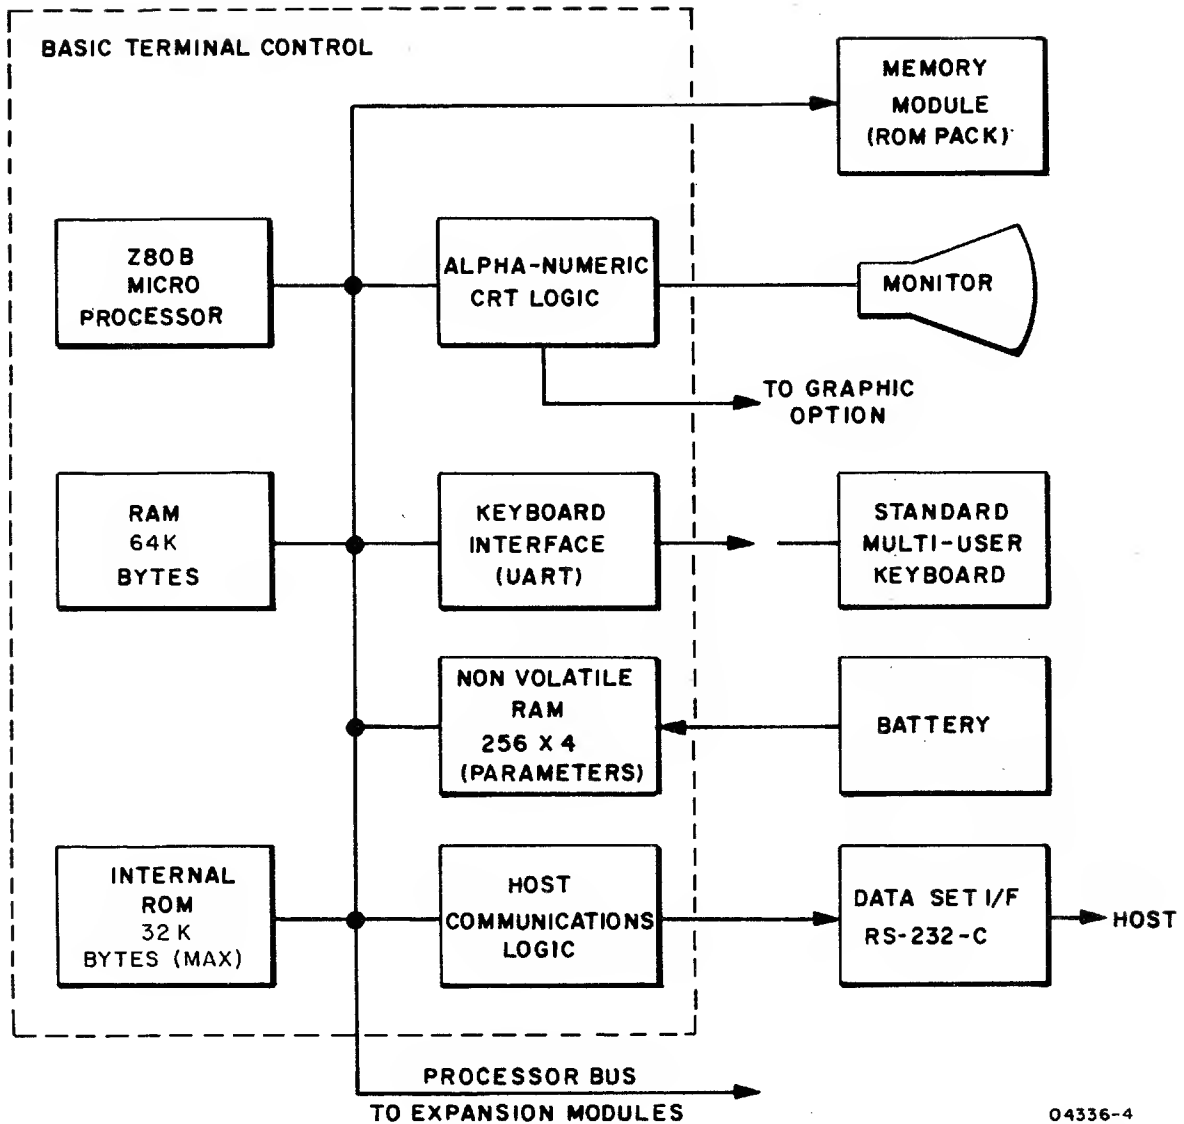 BASIC TERMINAL CONTROL
MEMORY
MODULE
(ROM PACK)
Z80B
MICRO
PROCESSOR
ALPHA-NUMERIC
CRT LOGIC
MONITOR
TO GRAPHIC
OPTION
RAM
64K
BYTES
KEYBOARD
INTERFACE
(UART)
STANDARD
MULTI-USER
KEYBOARD
NON VOLATILE
RAM
256 X 4
(PARAMETERS)
BATTERY
INTERNAL
ROM
32K
BYTES (MAX)
HOST
COMMUNICATIONS
LOGIC
DATA SET I/F
RS-232-C
HOST
PROCESSOR BUS
TO EXPANSION MODULES
04336-4